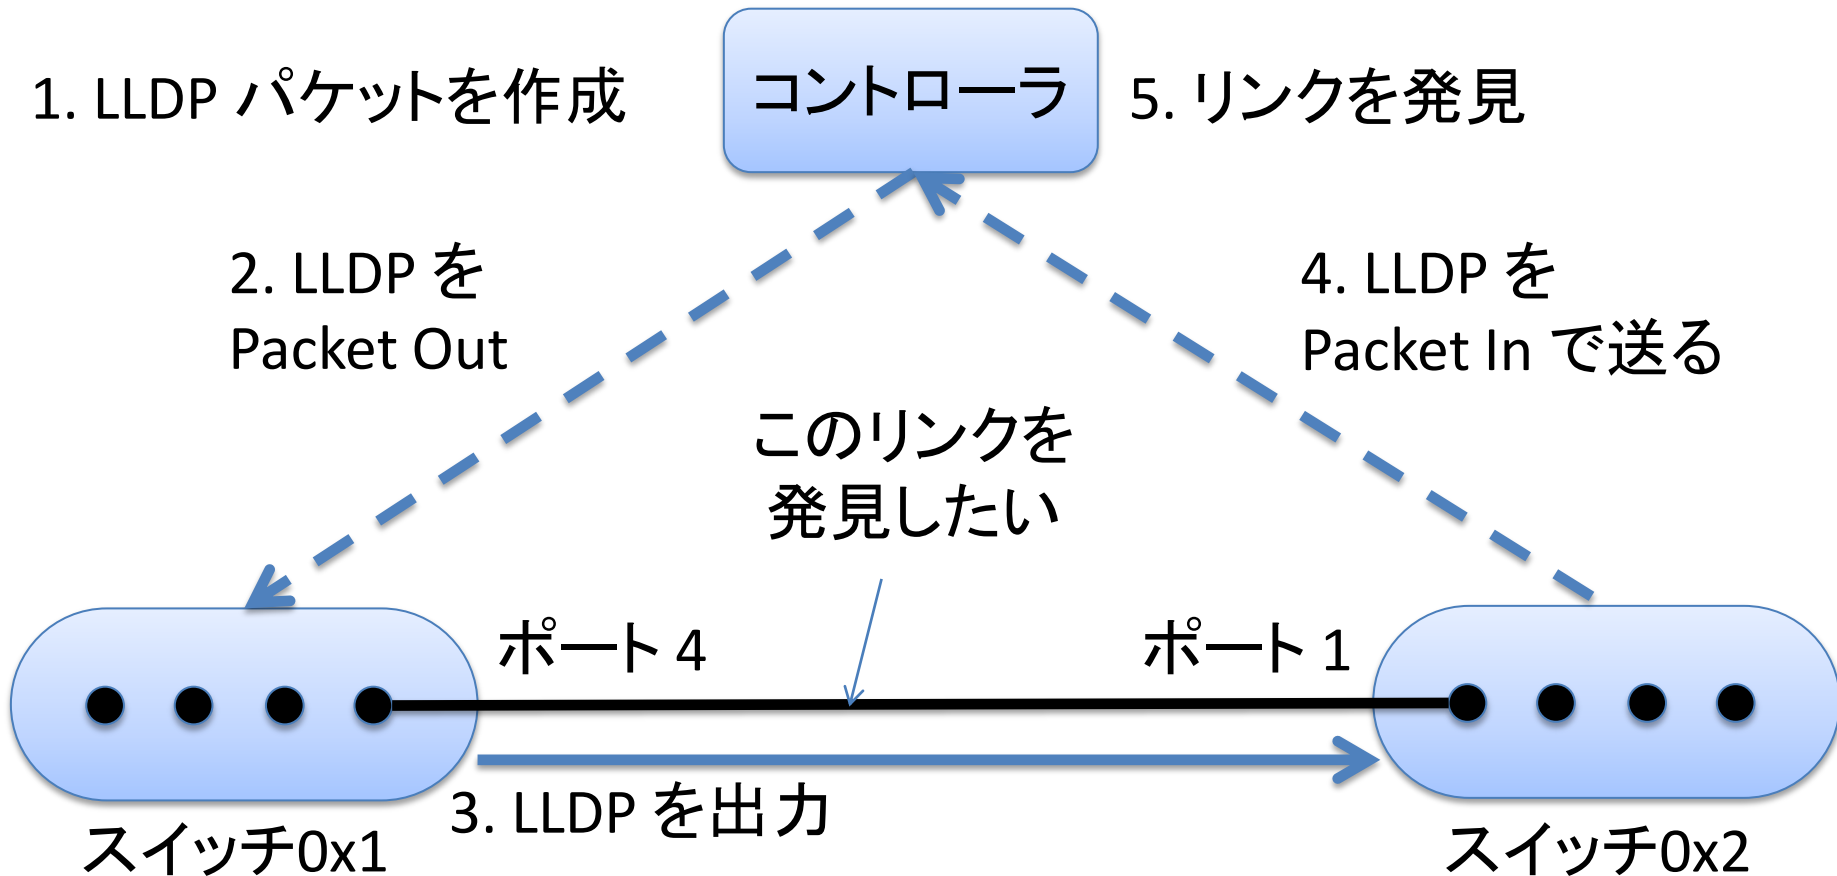 コントローラ
1. LLDP パケットを作成
5. リンクを発見
2. LLDP を
Packet Out
4. LLDP を
Packet In で送る
このリンクを
発見したい
ポート 4
ポート 1
3. LLDP を出力
スイッチ0x1
スイッチ0x2